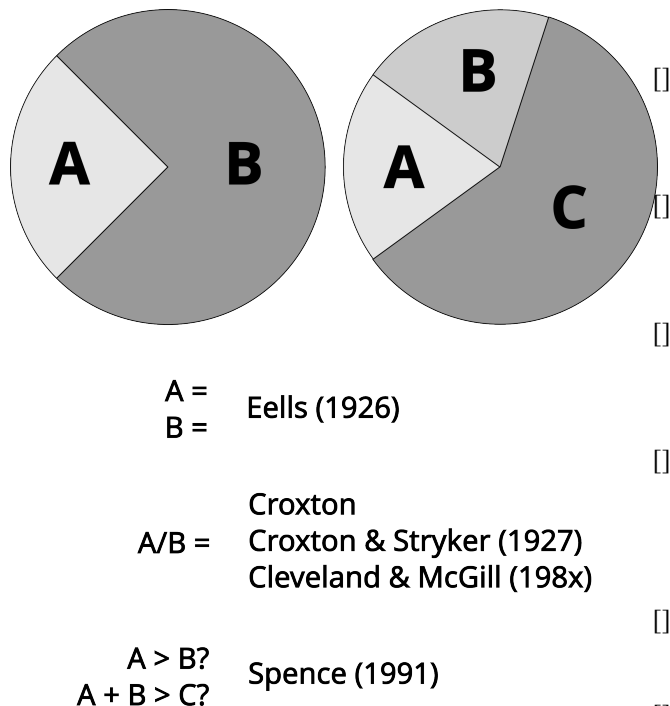 A B
B
A
C
[]
[]
[]
A =
B =
Eells (1926)
[]
Croxton
A/B = Croxton & Stryker (1927)
Cleveland & McGill (198x)
[]
A > B?
A + B > C?
Spence (1991)